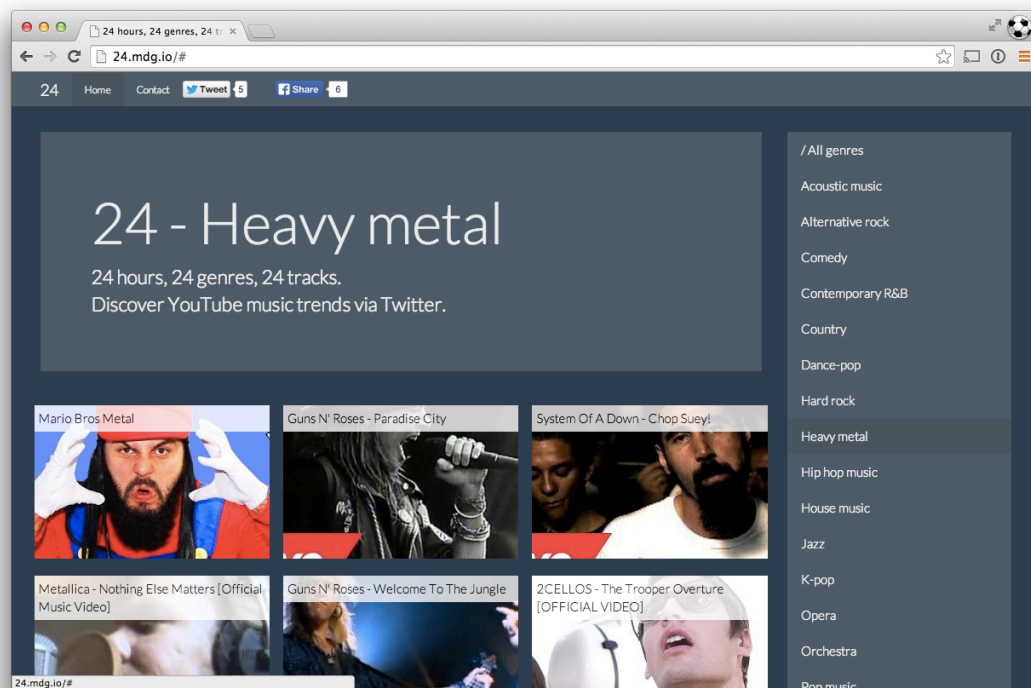 24 hours, 24 genres, 24 t
24.mdg.io/#
24
Home
Contact
Tweet
5
Share
6
24 - Heavy metal
24 hours, 24 genres, 24 tracks.
Discover YouTube music trends via Twitter.
/ All genres
Acoustic music
Alternative rock
Comedy
Contemporary R&B
Country
Dance-pop
Hard rock
Heavy metal
Hip hop music
House music
Jazz
K-pop
Opera
Orchestra
Pop music
Mario Bros Metal
Guns N' Roses - Paradise City
System Of A Down - Chop Suey!
Metallica - Nothing Else Matters [Official
Music Video]
Guns N' Roses - Welcome To The Jungle
2CELLOS - The Trooper Overture
[OFFICIAL VIDEO]
24.mdg.io/#